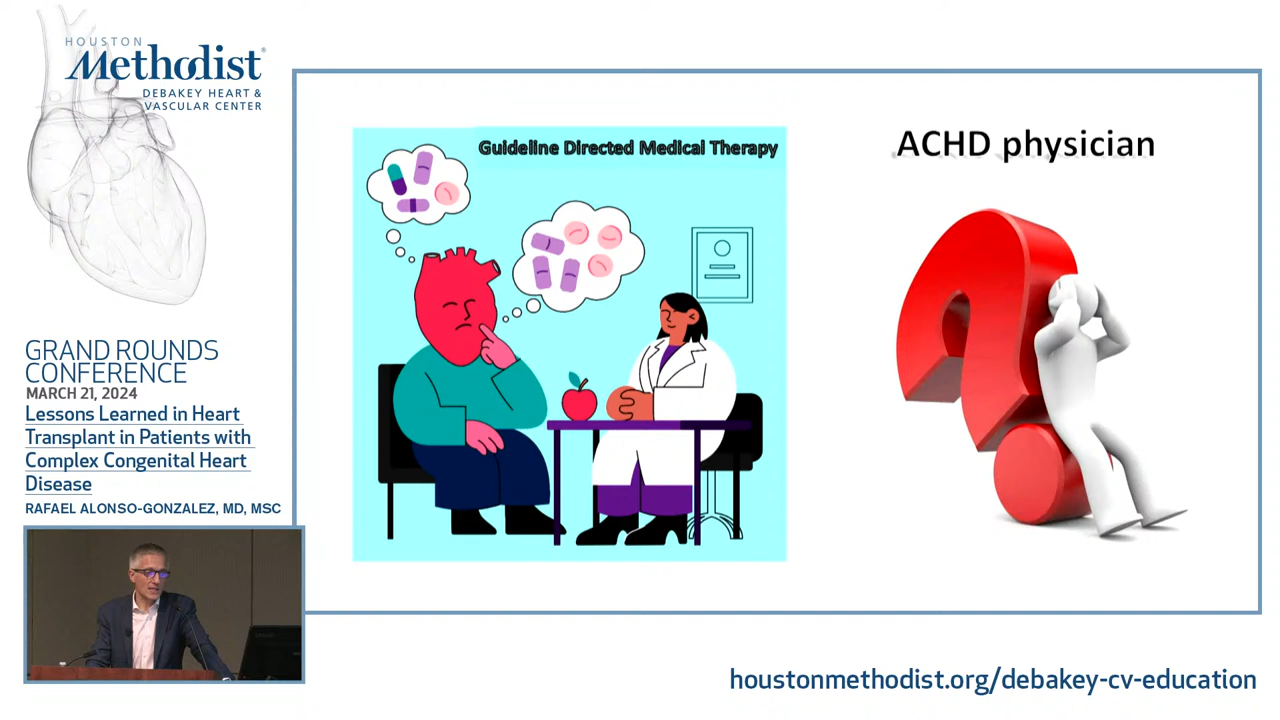 HOUSTON
Methodist®
DEBAKEY HEART &
VASCULAR CENTER
GRAND ROUNDS
CONFERENCE
MARCH 21, 2024
Lessons Learned in Heart
Transplant in Patients with
Complex Congenital Heart
Disease
RAFAEL ALONSO-GONZALEZ, MD, MSC
Guideline Directed Medical Therapy
ACHD physician
houstonmethodist.org/debakey-cv-education